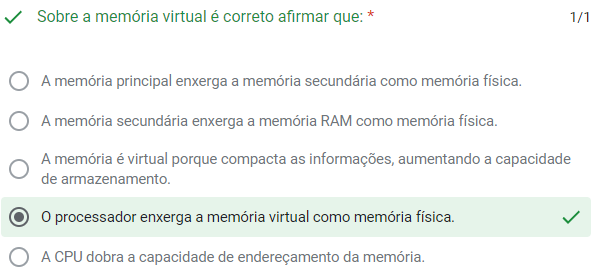 Sobre a memória virtual é correto afirmar que: * 1/1
A memória principal enxerga a memória secundária como memória física.
A memória secundária enxerga a memória RAM como memória física.
A memória é virtual porque compacta as informações, aumentando a capacidade
de armazenamento.
O processador enxerga a memória virtual como memória física.
A CPU dobra a capacidade de endereçamento da memória.